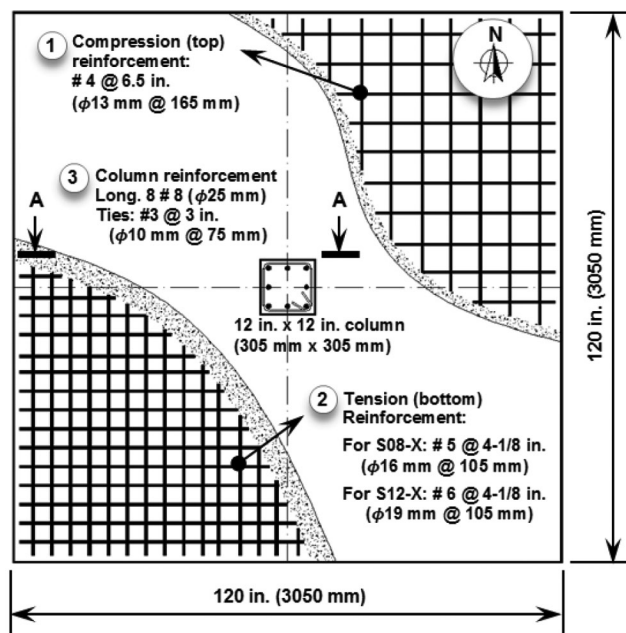 1 Compression (top)
reinforcement:
# 4 @ 6.5 in.
(ϕ13 mm @ 165 mm)
N
3 Column reinforcement
Long. 8 # 8 (ϕ25 mm)
Ties: #3 @ 3 in.
(ϕ10 mm @ 75 mm)
A
A
12 in. x 12 in. column
(305 mm x 305 mm)
2 Tension (bottom)
Reinforcement:
For S08-X: # 5 @ 4-1/8 in.
(ϕ16 mm @ 105 mm)
For S12-X: # 6 @ 4-1/8 in.
(ϕ19 mm @ 105 mm)
120 in. (3050 mm)
120 in. (3050 mm)